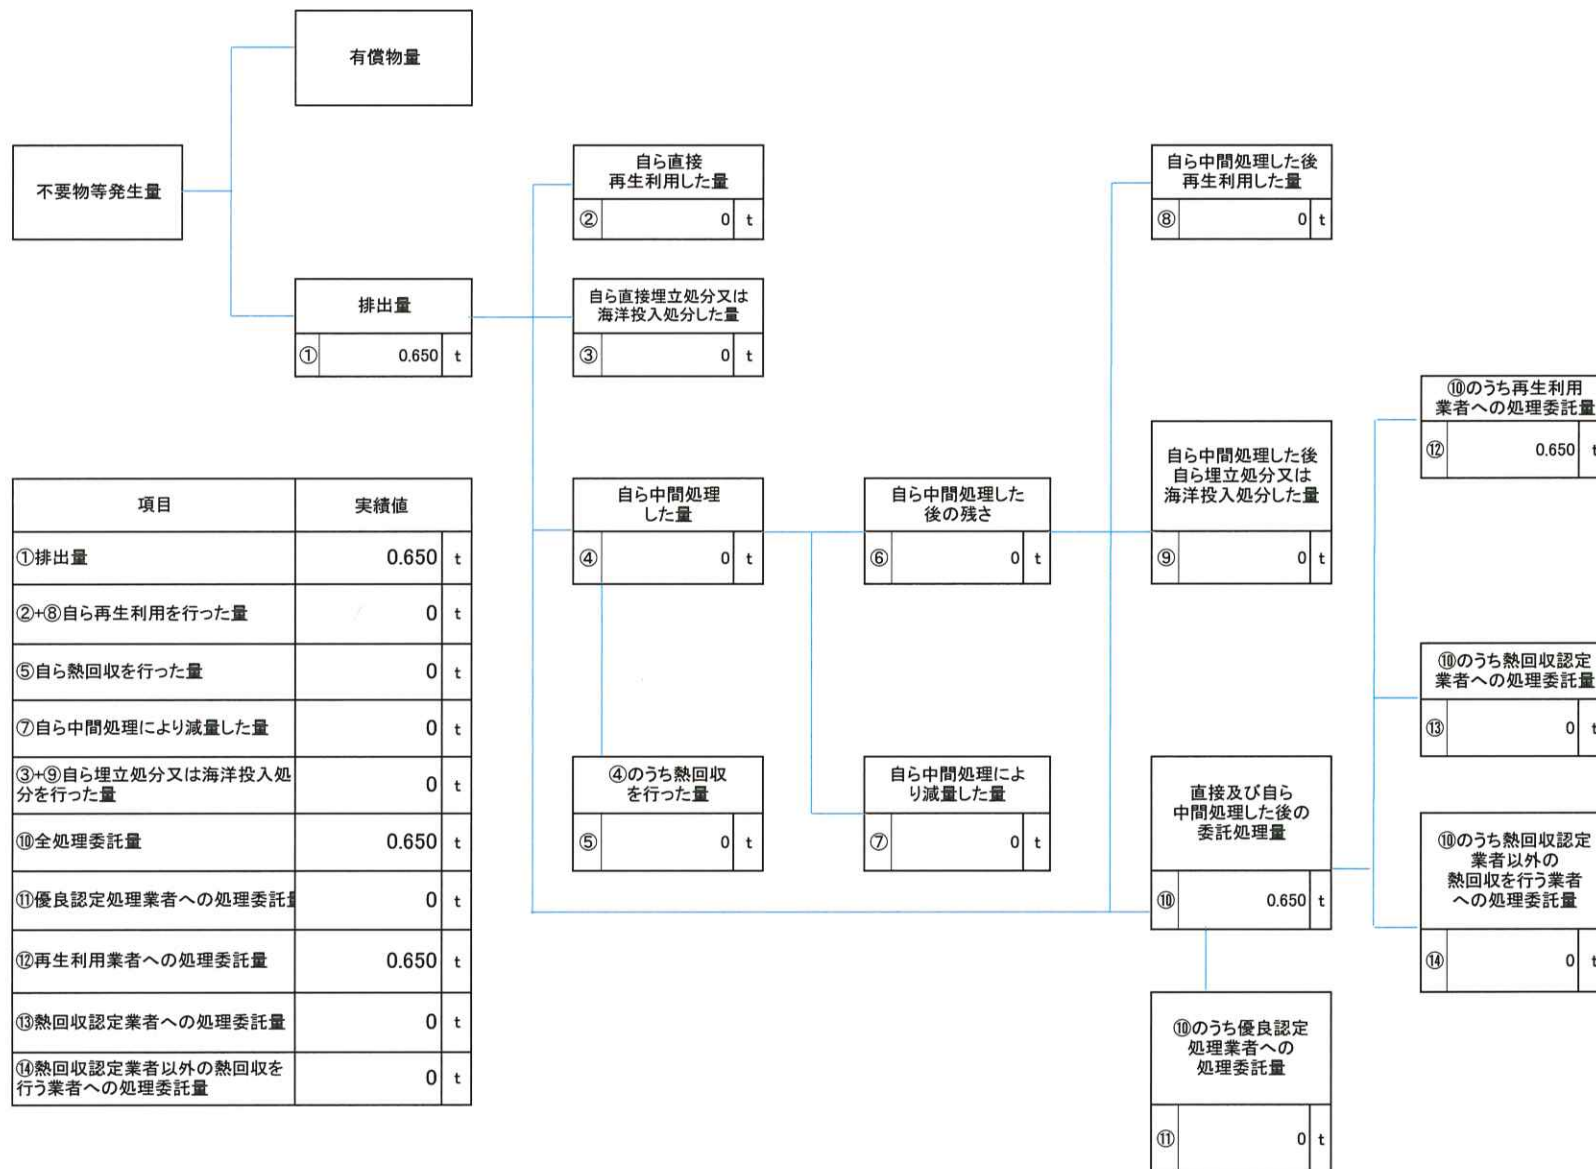 有償物量
不要物等発生量
自ら直接
再生利用した量
② 0 t
自ら中間処理した後
再生利用した量
⑧ 0 t
排出量
① 0.650 t
自ら直接埋立処分又は
海洋投入処分した量
③ 0 t
⑩のうち再生利用
業者への処理委託量
⑫ 0.650 t
自ら中間処理した後
自ら埋立処分又は
海洋投入処分した量
⑨ 0 t
自ら中間処理
した量
④ 0 t
自ら中間処理した
後の残さ
⑥ 0 t
⑩のうち熱回収認定
業者への処理委託量
⑬ 0 t
④のうち熱回収
を行った量
⑤ 0 t
自ら中間処理によ
り減量した量
⑦ 0 t
直接及び自ら
中間処理した後の
委託処理量
⑩ 0.650 t
⑩のうち熱回収認定
業者以外の
熱回収を行う業者
への処理委託量
⑭ 0 t
⑩のうち優良認定
処理業者への
処理委託量
⑪ 0 t
項目 実績値
①排出量 0.650 t
②+⑧自ら再生利用を行った量 0 t
⑤自ら熱回収を行った量 0 t
⑦自ら中間処理により減量した量 0 t
③+⑨自ら埋立処分又は海洋投入処
分を行った量 0 t
⑩全処理委託量 0.650 t
⑪優良認定処理業者への処理委託量 0 t
⑫再生利用業者への処理委託量 0.650 t
⑬熱回収認定業者への処理委託量 0 t
⑭熱回収認定業者以外の熱回収を
行う業者への処理委託量 0 t